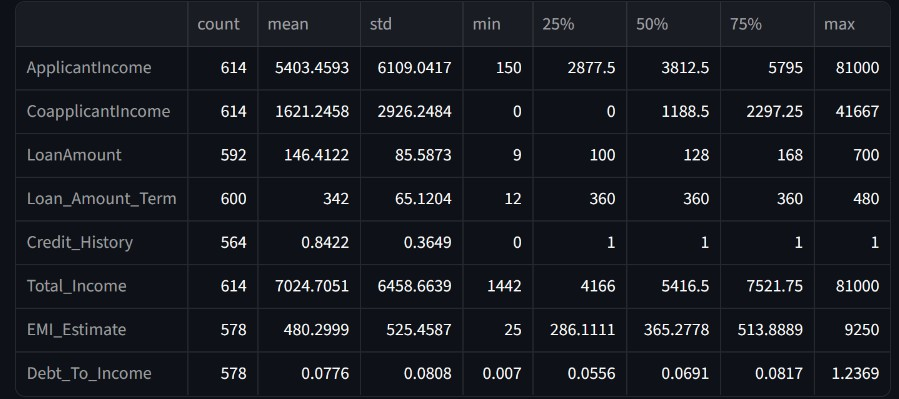 count mean std min 25% 50% 75% max
ApplicantIncome 614 5403.4593 6109.0417 150 2877.5 3812.5 5795 81000
CoapplicantIncome 614 1621.2458 2926.2484 0 0 1188.5 2297.25 41667
LoanAmount 592 146.4122 85.5873 9 100 128 168 700
Loan_Amount_Term 600 342 65.1204 12 360 360 360 480
Credit_History 564 0.8422 0.3649 0 1 1 1 1
Total_Income 614 7024.7051 6458.6639 1442 4166 5416.5 7521.75 81000
EMI_Estimate 578 480.2999 525.4587 25 286.1111 365.2778 513.8889 9250
Debt_To_Income 578 0.0776 0.0808 0.007 0.0556 0.0691 0.0817 1.2369